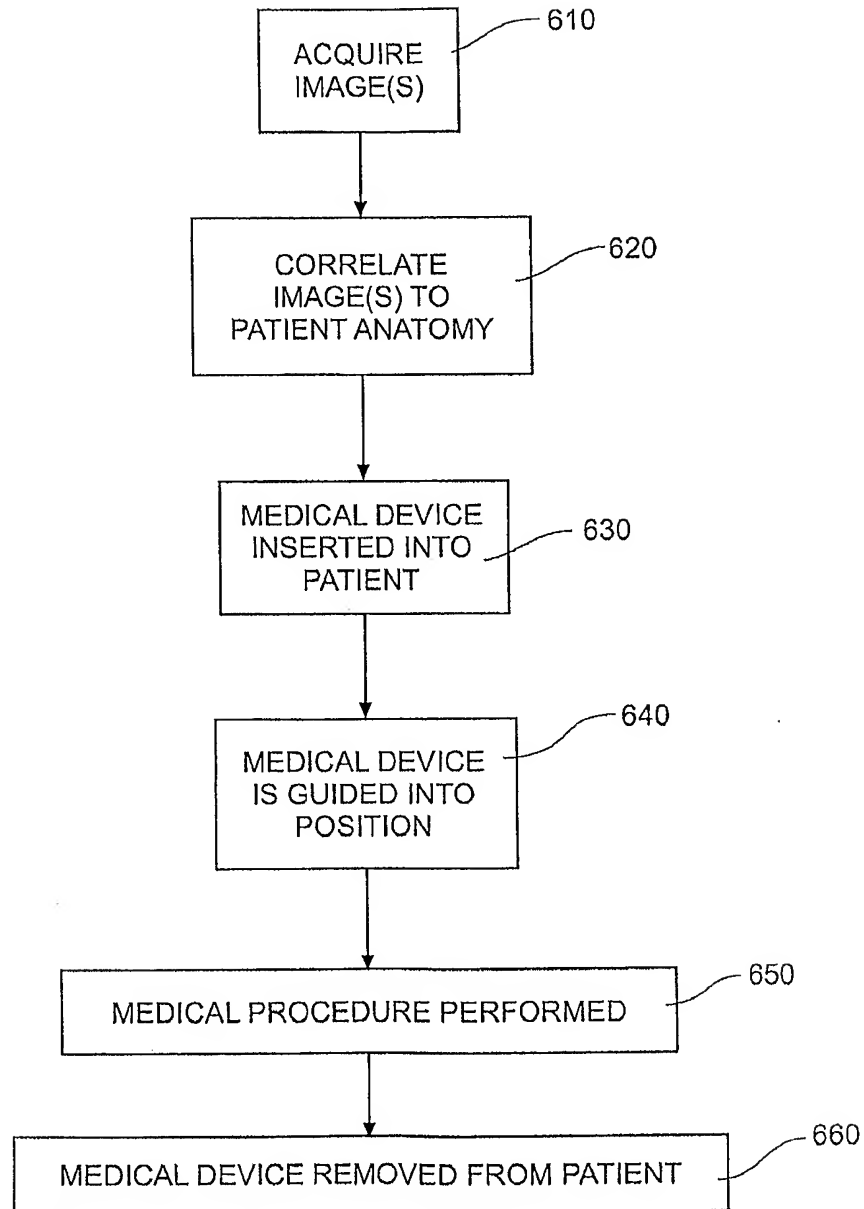 610
ACQUIRE
IMAGE(S)
620
CORRELATE
IMAGE(S) TO
PATIENT ANATOMY
MEDICAL DEVICE
INSERTED INTO
PATIENT
630
640
MEDICAL DEVICE
IS GUIDED INTO
POSITION
650
MEDICAL PROCEDURE PERFORMED
660
MEDICAL DEVICE REMOVED FROM PATIENT